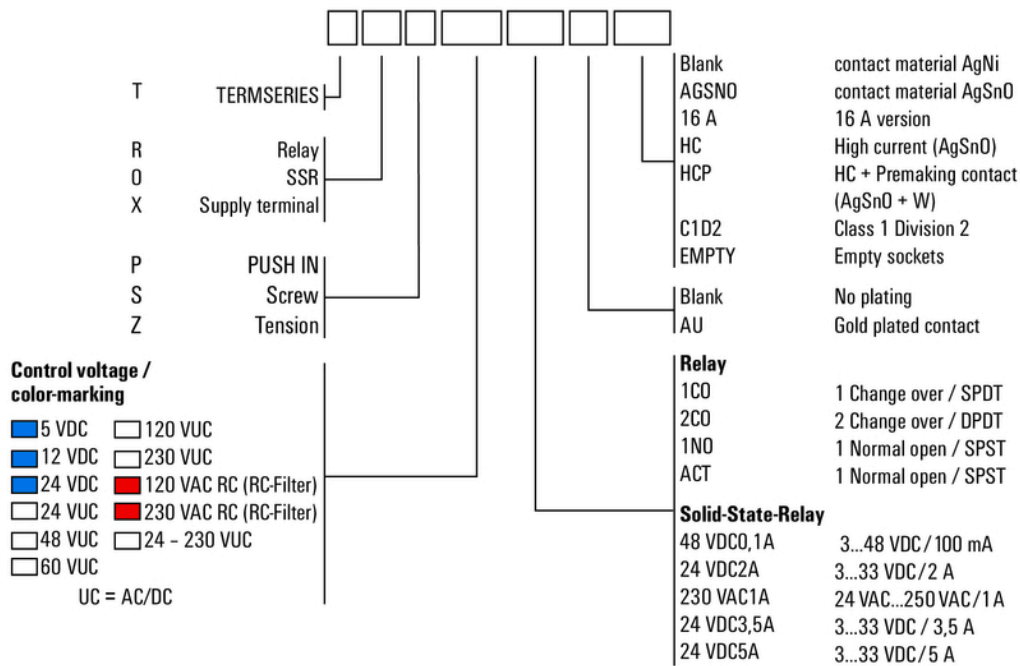 T TERMSERIES
R Relay
O SSR
X Supply terminal
P PUSH IN
S Screw
Z Tension
Control voltage /
color-marking
5 VDC 120 VUC
12 VDC 230 VUC
24 VDC 120 VAC RC (RC-Filter)
24 VUC 230 VAC RC (RC-Filter)
48 VUC 24 – 230 VUC
60 VUC
UC = AC/DC
Blank contact material AgNi
AGSNO contact material AgSnO
16 A 16 A version
HC High current (AgSnO)
HCP HC + Premaking contact
(AgSnO + W)
C1D2 Class 1 Division 2
EMPTY Empty sockets
Blank No plating
AU Gold plated contact
Relay
1CO 1 Change over / SPDT
2CO 2 Change over / DPDT
1NO 1 Normal open / SPST
ACT 1 Normal open / SPST
Solid-State-Relay
48 VDC0,1A 3...48 VDC/100 mA
24 VDC2A 3...33 VDC/2 A
230 VAC1A 24 VAC...250 VAC/1 A
24 VDC3,5A 3...33 VDC / 3,5 A
24 VDC5A 3...33 VDC/5 A